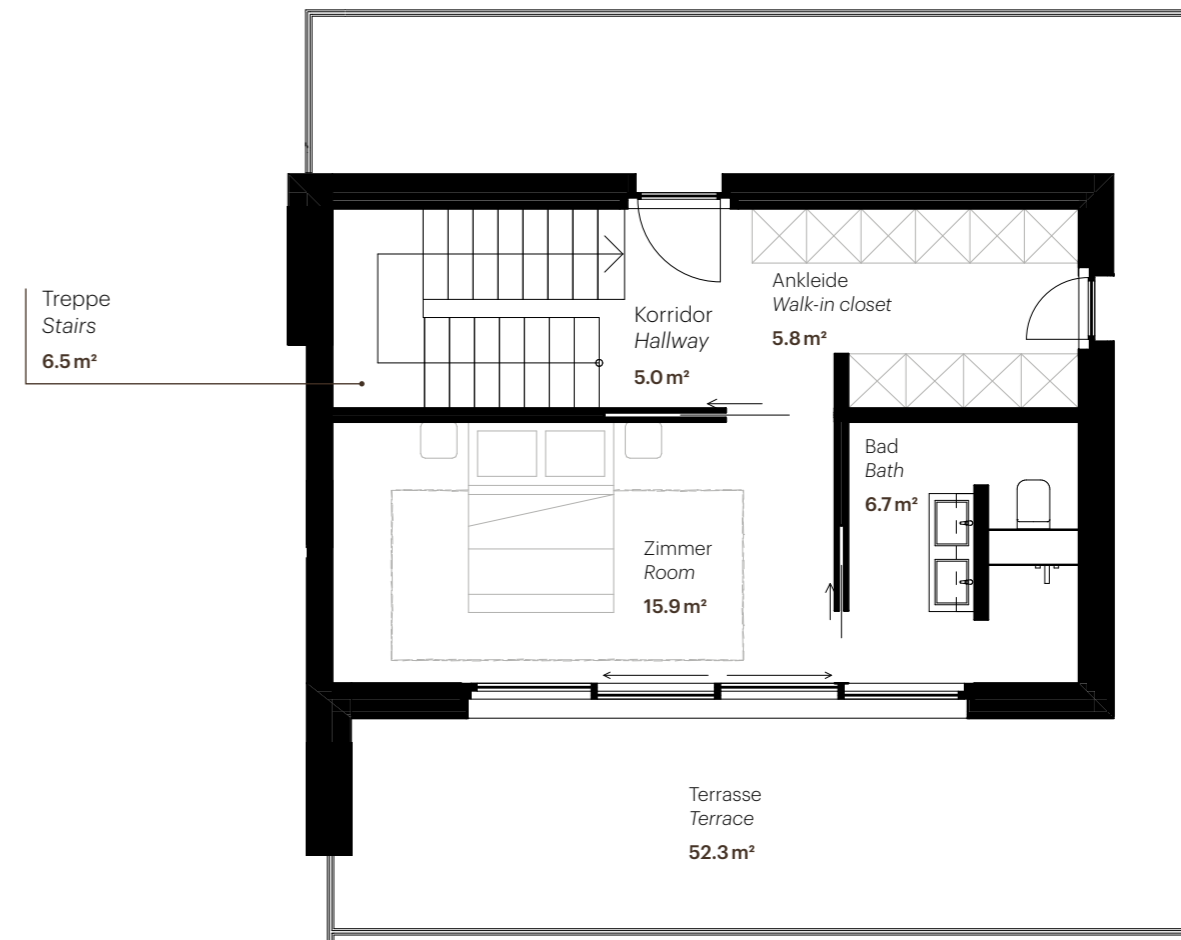 Treppe
Stairs
6.5 m²
Korridor
Hallway
5.0 m²
Ankleide
Walk-in closet
5.8 m²
Bad
Bath
6.7 m²
Zimmer
Room
15.9 m²
Terrasse
Terrace
52.3 m²